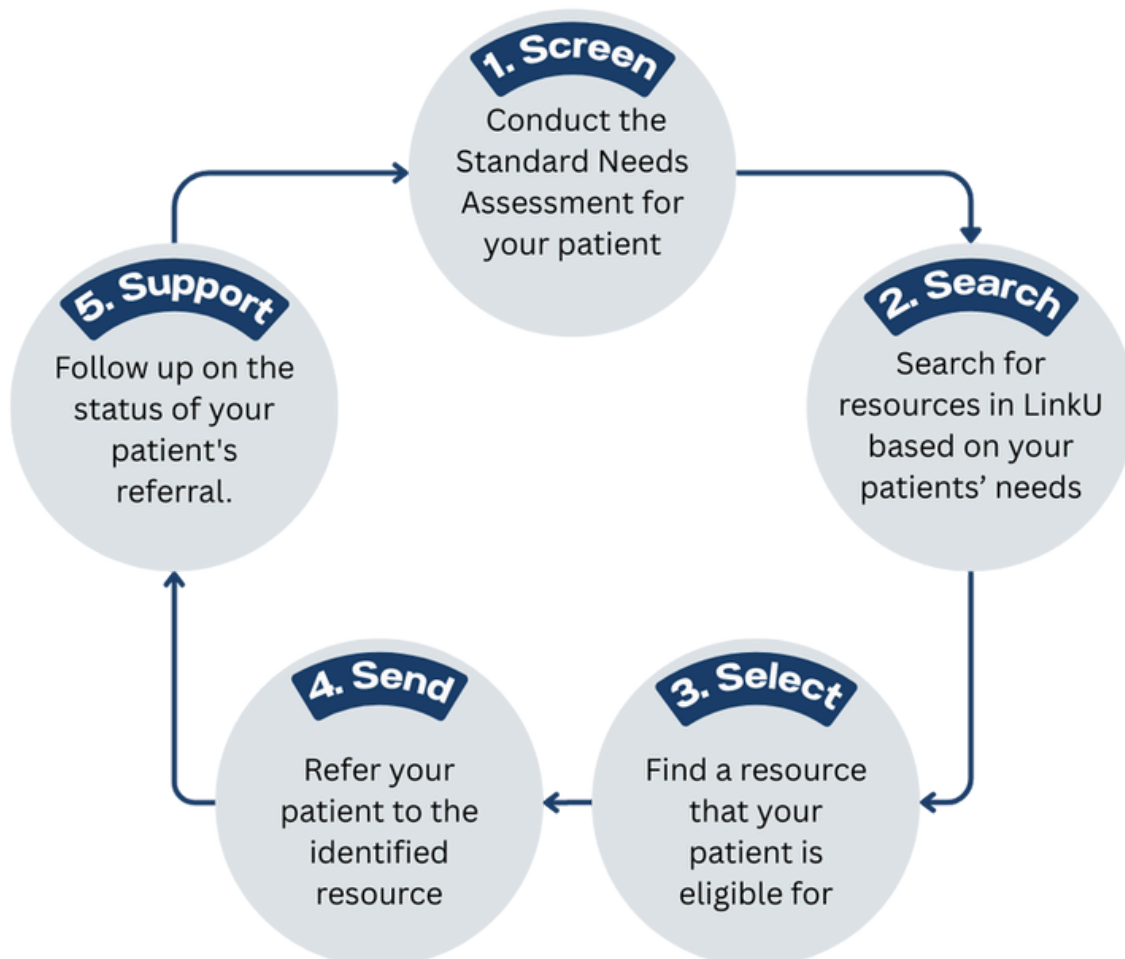 1. Screen
Conduct the
Standard Needs
Assessment for
your patient
2. Search
Search for
resources in LinkU
based on your
patients’ needs
3. Select
Find a resource
that your
patient is
eligible for
4. Send
Refer your
patient to the
identified
resource
5. Support
Follow up on the
status of your
patient's
referral.